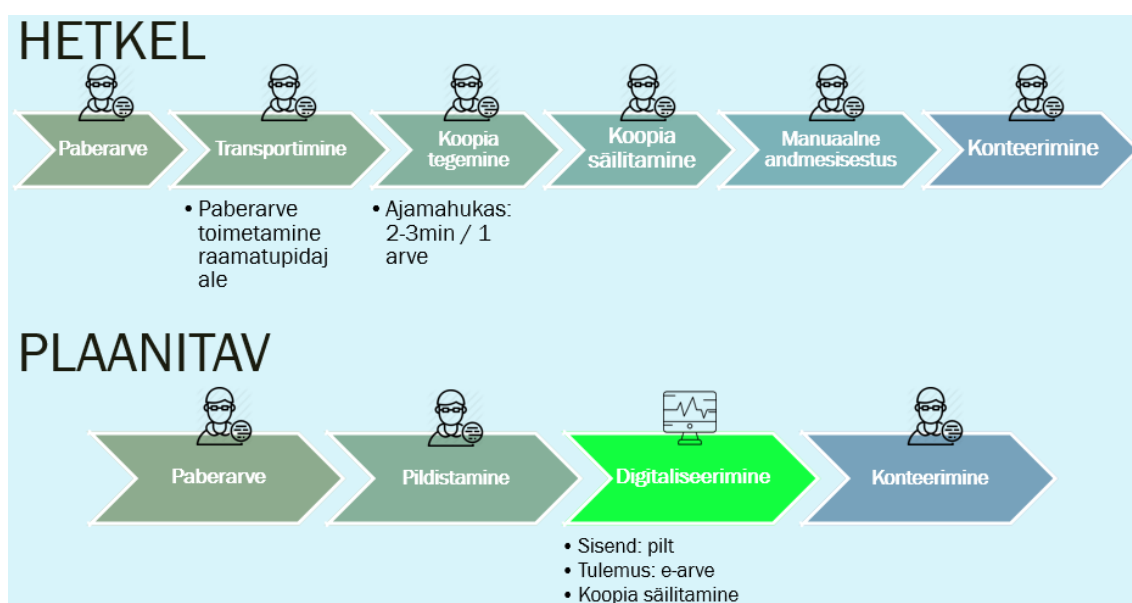 HETKEL
Paberarve
Transportimine
Koopia
tegemine
Koopia
säilitamine
Manuaalne
andmesisestus
Konteerimine
• Paberarve
toimetamine
raamatupidaj
ale
• Ajamahukas:
2-3min / 1
arve
PLAANITAV
Paberarve
Pildistamine
Digitaliseerimine
Konteerimine
• Sisend: pilt
• Tulemus: e-arve
• Koopia säilitamine